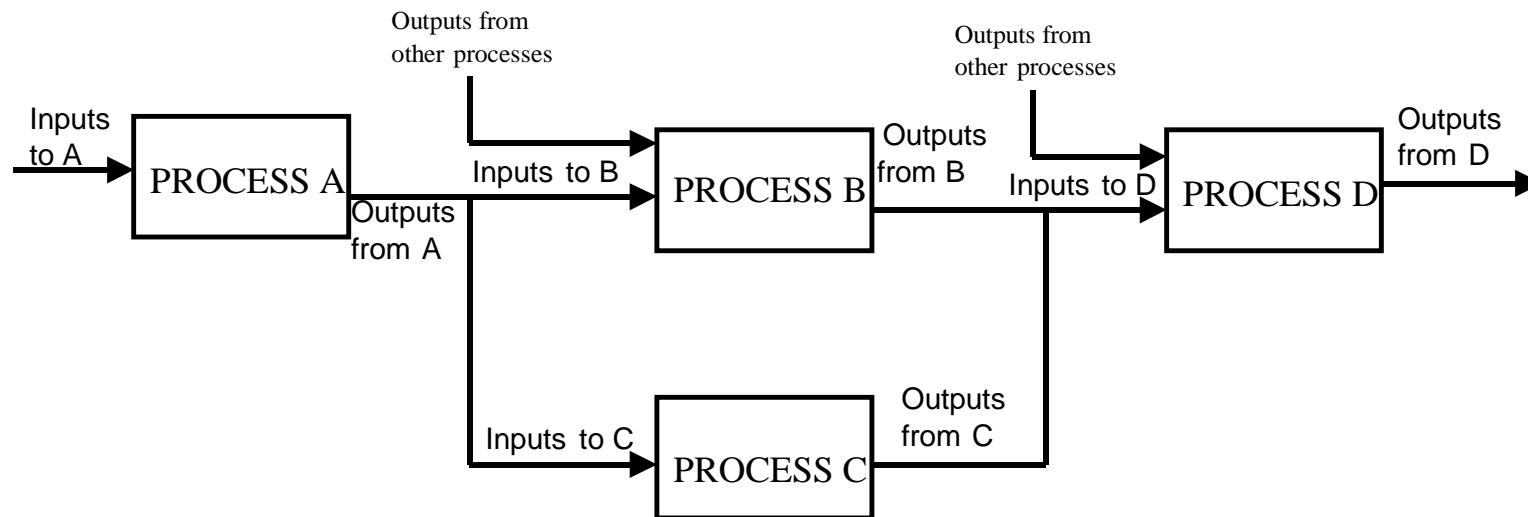 Outputs from
other processes
Outputs from
other processes
Inputs
to A
PROCESS A
Outputs
from A
Inputs to B
PROCESS B
Outputs
from B
Inputs to D
PROCESS D
Outputs
from D
Inputs to C
PROCESS C
Outputs
from C